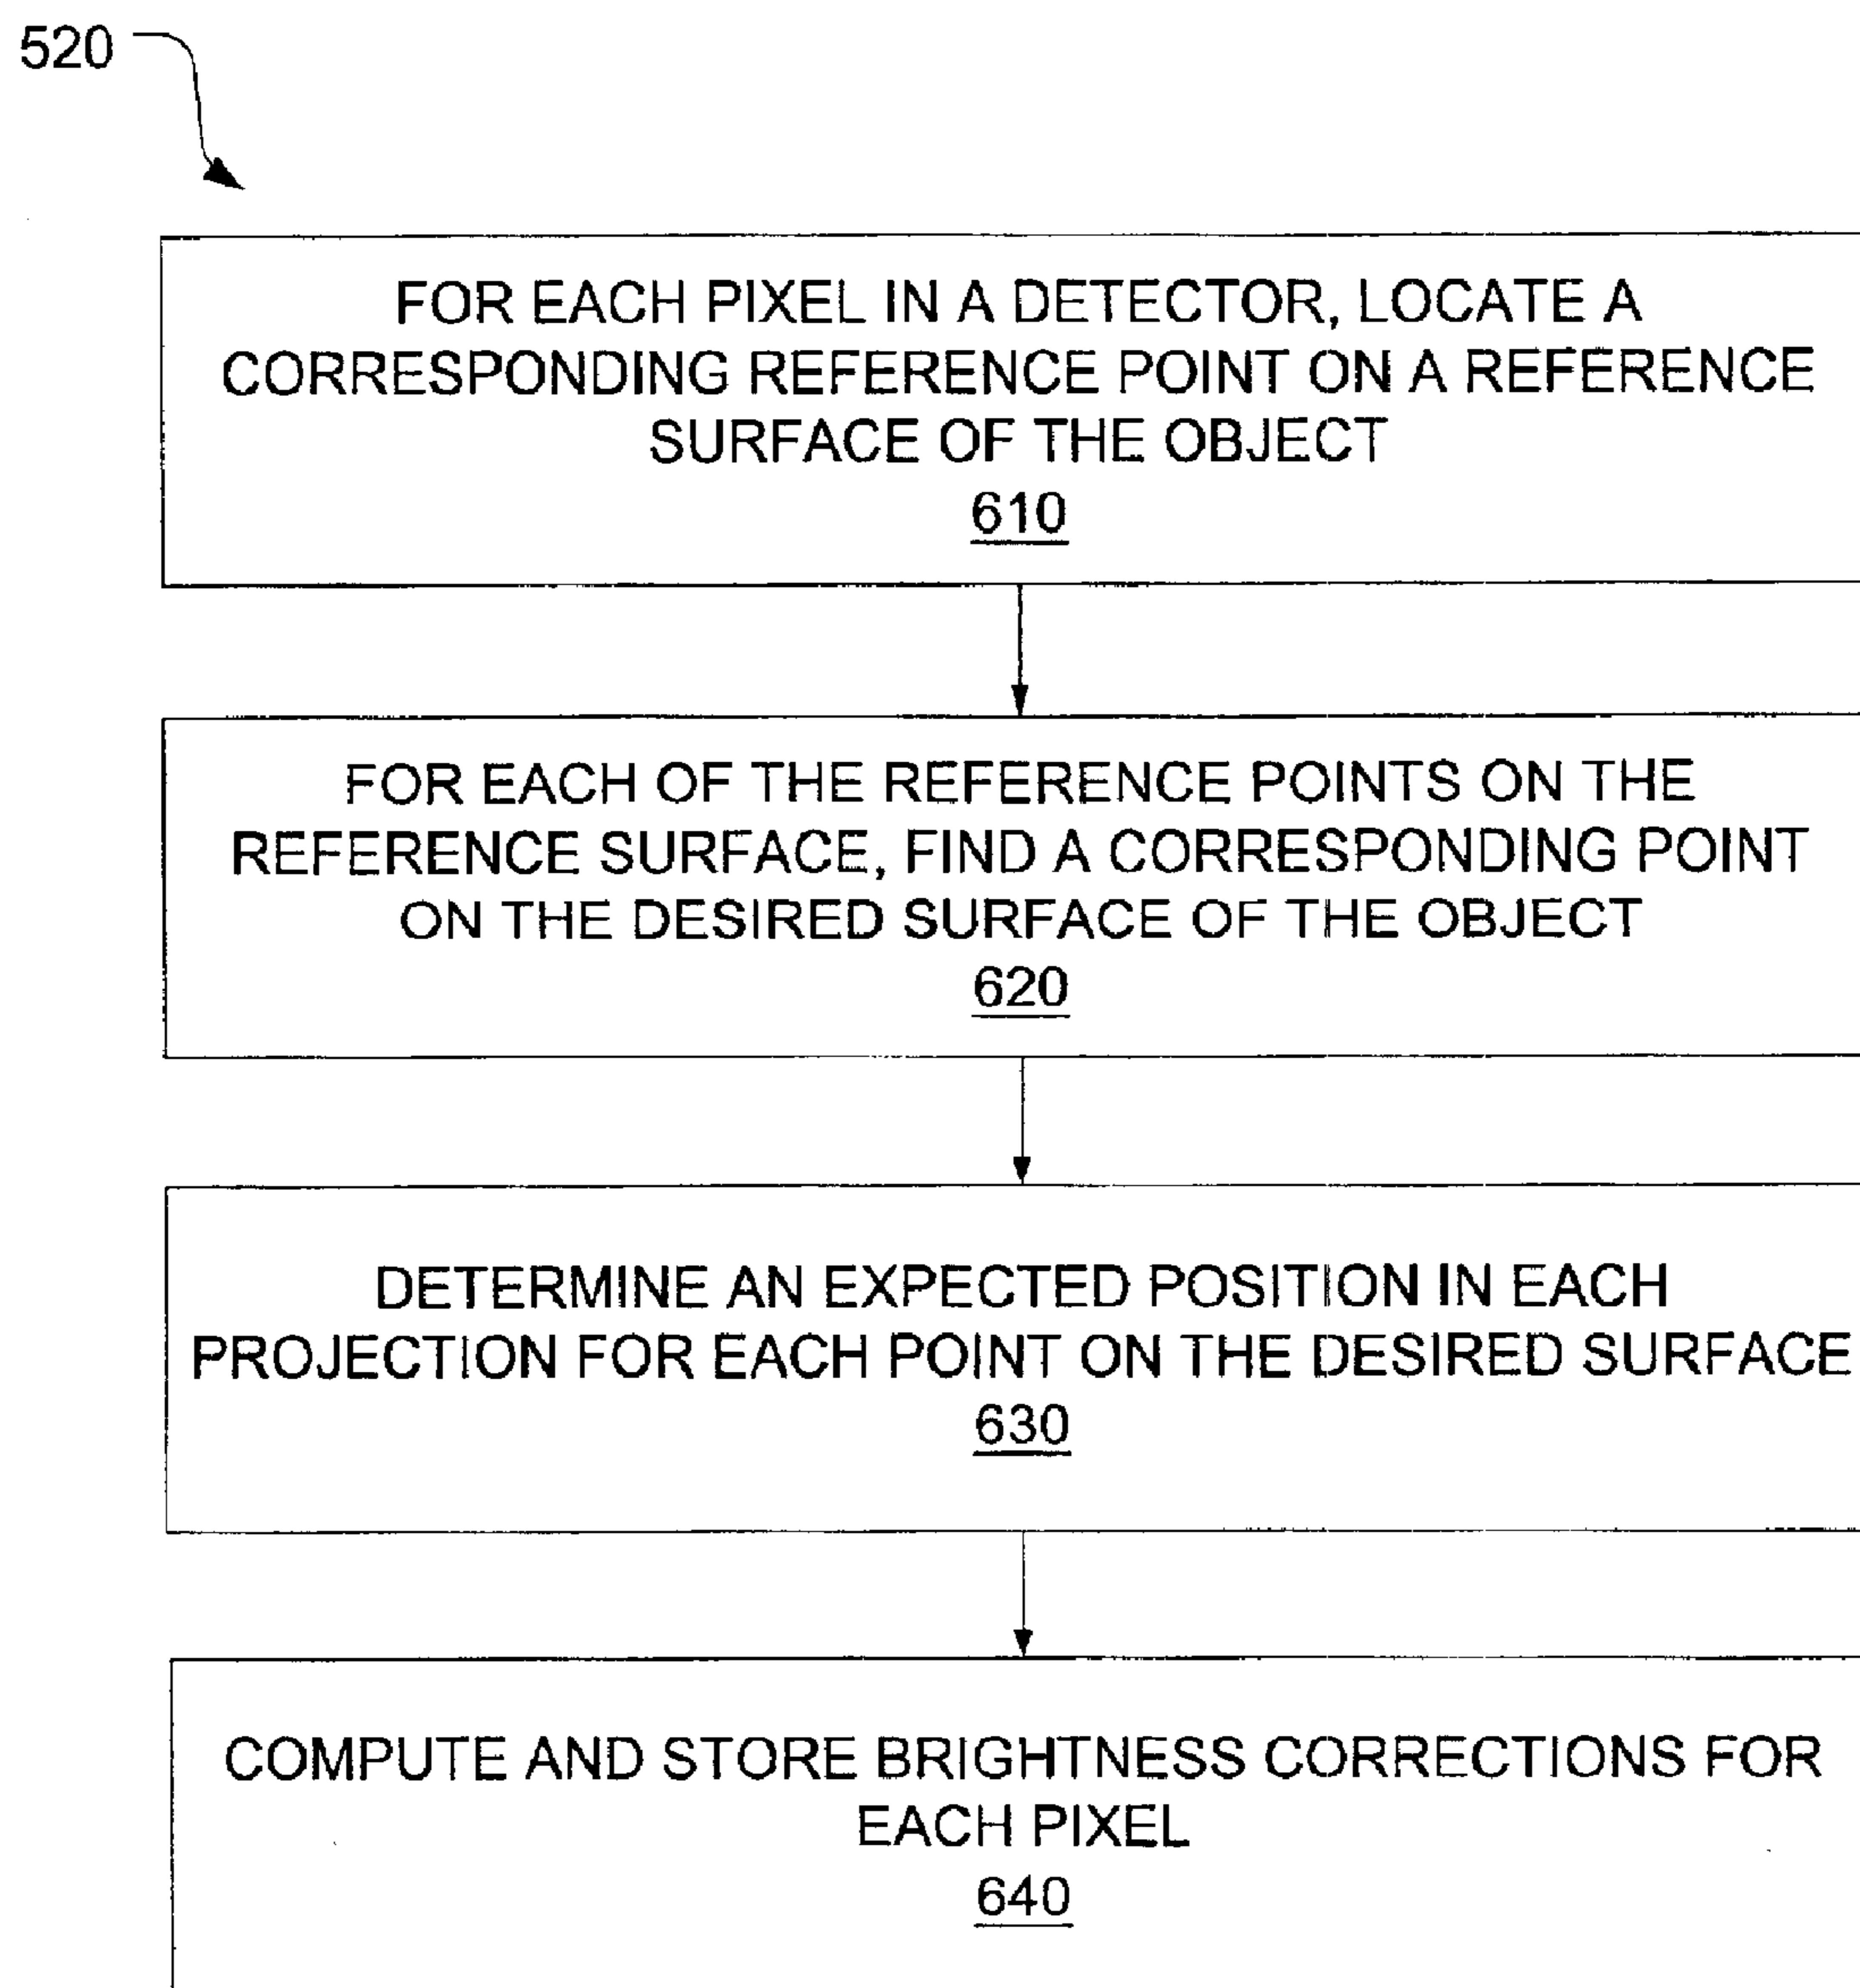 520
FOR EACH PIXEL IN A DETECTOR, LOCATE A
CORRESPONDING REFERENCE POINT ON A REFERENCE
SURFACE OF THE OBJECT
610
FOR EACH OF THE REFERENCE POINTS ON THE
REFERENCE SURFACE, FIND A CORRESPONDING POINT
ON THE DESIRED SURFACE OF THE OBJECT
620
DETERMINE AN EXPECTED POSITION IN EACH
PROJECTION FOR EACH POINT ON THE DESIRED SURFACE
630
COMPUTE AND STORE BRIGHTNESS CORRECTIONS FOR
EACH PIXEL
640